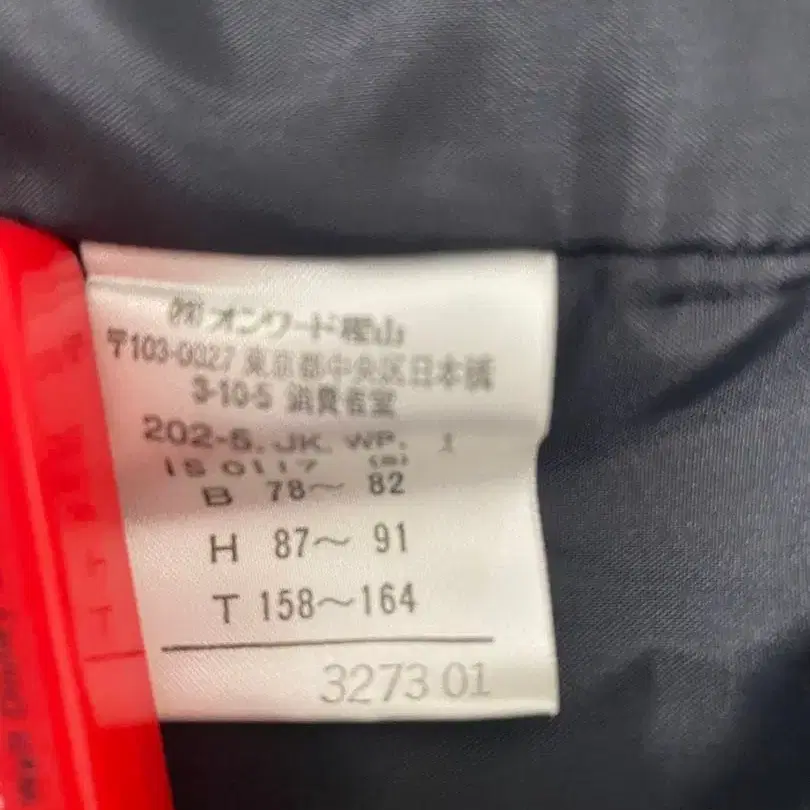 ㈱オンワード樫山
〒103-0027 東京都中央区日本橋
3-10-5 消費者室
202-5. JK. WP. 1
IS 0117 (S)
B 78～ 82
H 87～ 91
T 158～164
3273 01